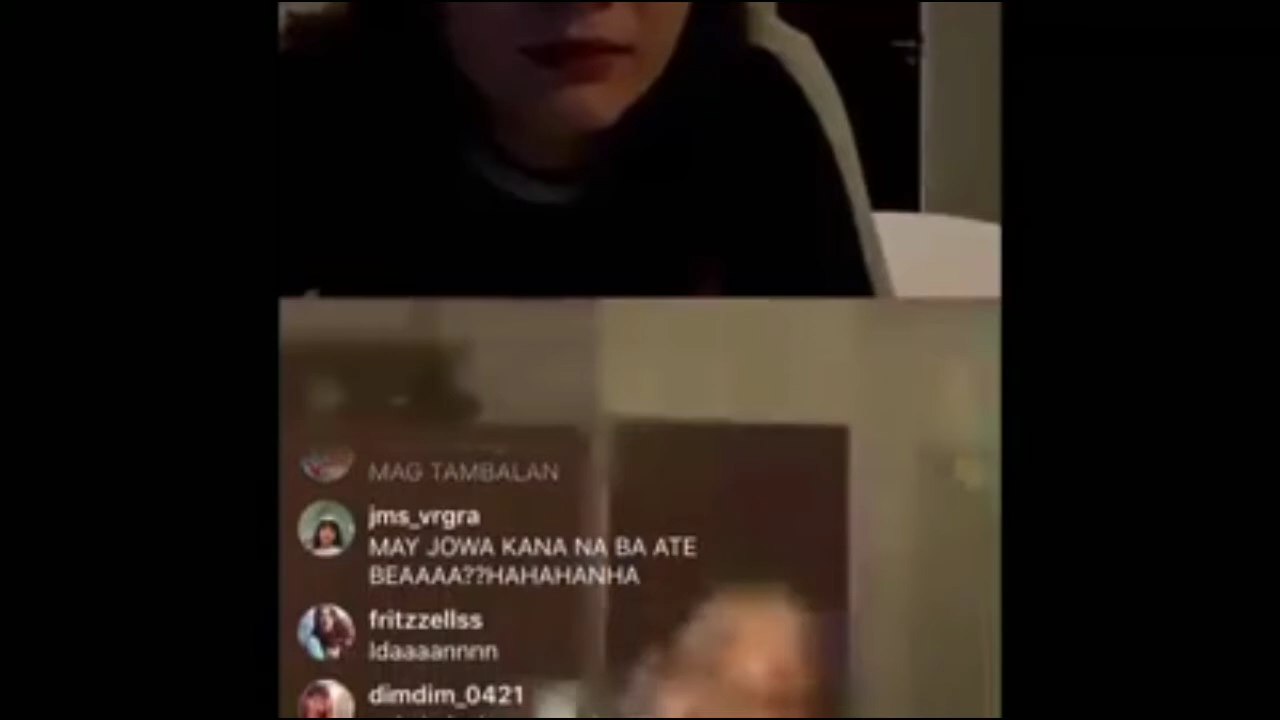 MAG TAMBALAN
jms_vrgra
MAY JOWA KANA NA BA ATE
BEAAAA??HAHAHANHA
fritzzellss
Idaaaannnn
dimdim_0421